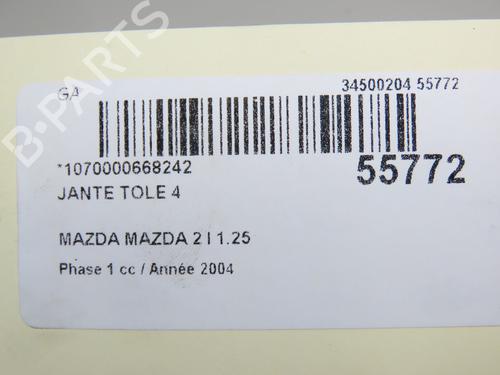 B-PARTS
GA 34500204 55772
*1070000668242 55772
JANTE TOLE 4
MAZDA MAZDA 2 I 1.25
Phase 1 cc / Année 2004